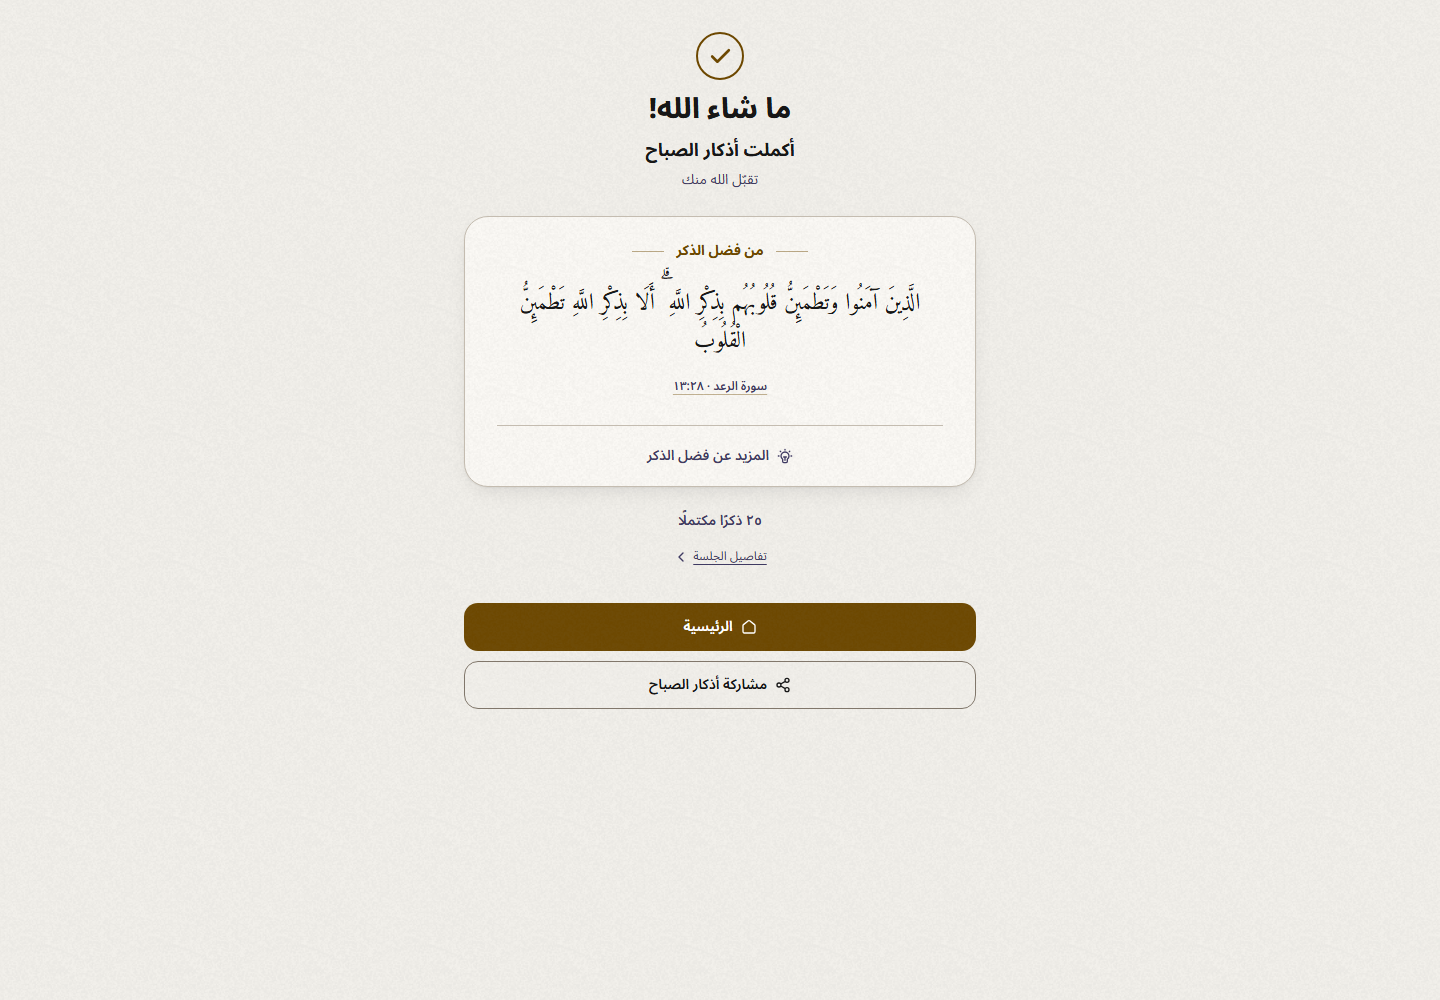 ما شاء الله!
أكملت أذكار الصباح
تقبّل الله منك
من فضل الذكر
الَّذِينَ آمَنُوا وَتَطْمَئِنُّ قُلُوبُهُم بِذِكْرِ اللَّهِ ۗ أَلَا بِذِكْرِ اللَّهِ تَطْمَئِنُّ
الْقُلُوبُ
سورة الرعد · ١٣:٢٨
المزيد عن فضل الذكر
٢٥ ذكرًا مكتملًا
تفاصيل الجلسة
الرئيسية
مشاركة أذكار الصباح